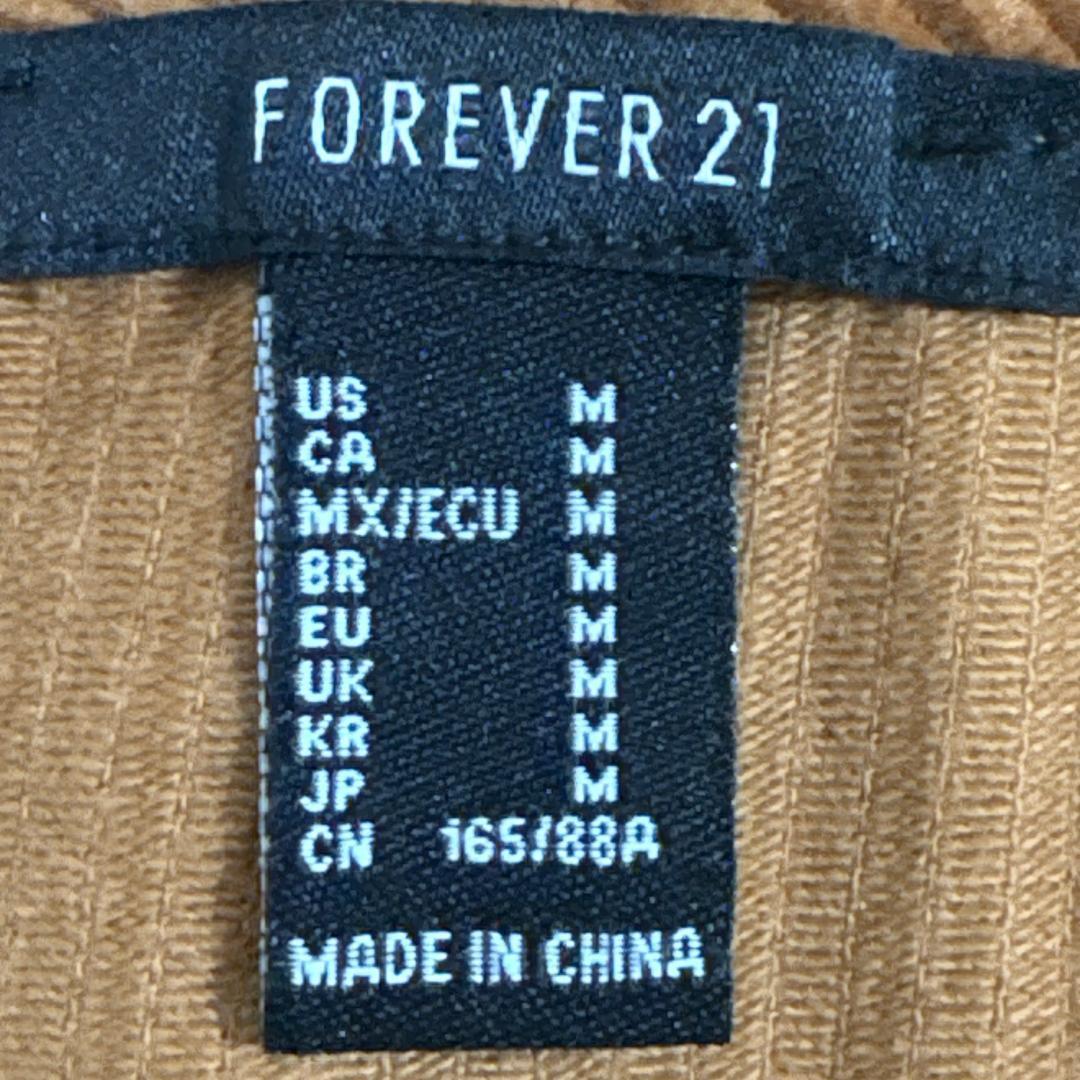 FOREVER 21
US M
CA M
MX/ECU M
BR M
EU M
UK M
KR M
JP M
CN 165/88A
MADE IN CHINA